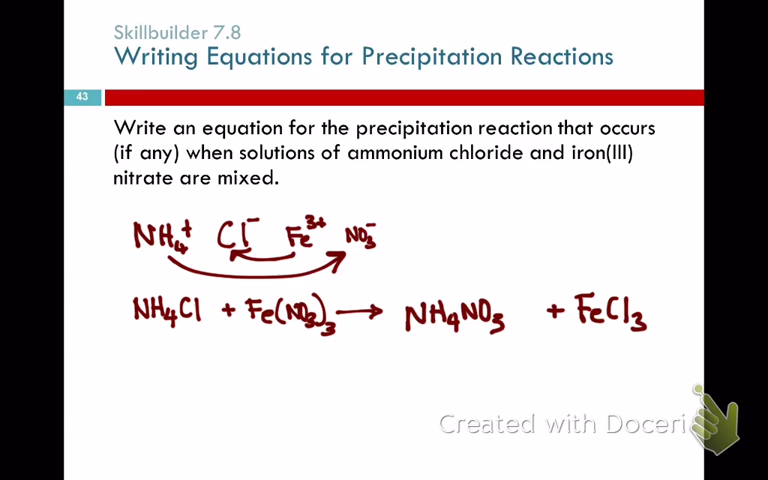 Skillbuilder 7.8
Writing Equations for Precipitation Reactions
43
Write an equation for the precipitation reaction that occurs
(if any) when solutions of ammonium chloride and iron(III)
nitrate are mixed.
NH₄⁺ Cl⁻ Fe³⁺ NO₃⁻
NH₄Cl + Fe(NO₃)₃ → NH₄NO₃ + FeCl₃
Created with Doceri